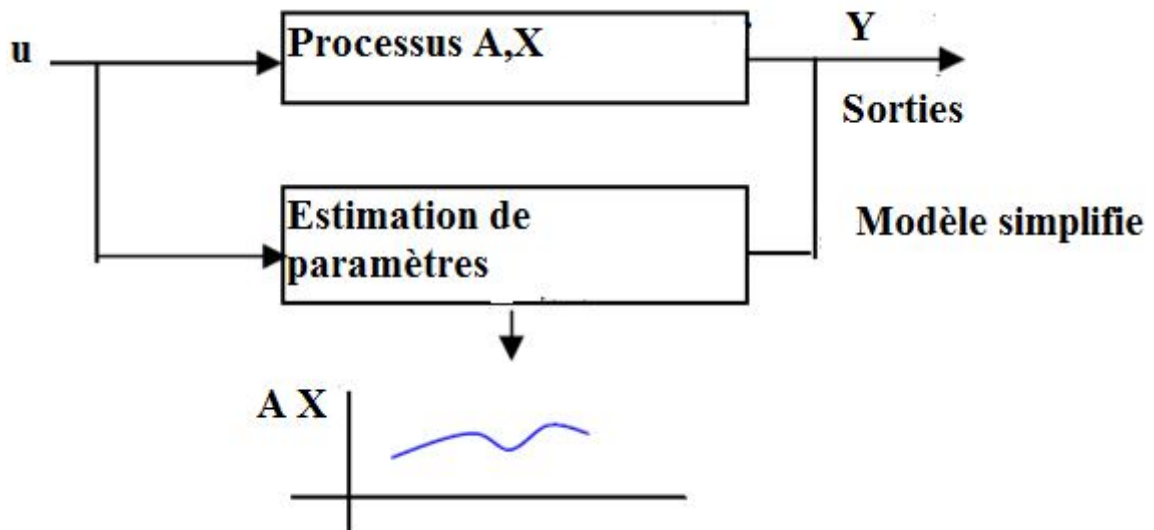 u
Processus A,X
Y
Sorties
Estimation de
paramètres
Modèle simplifie
A X